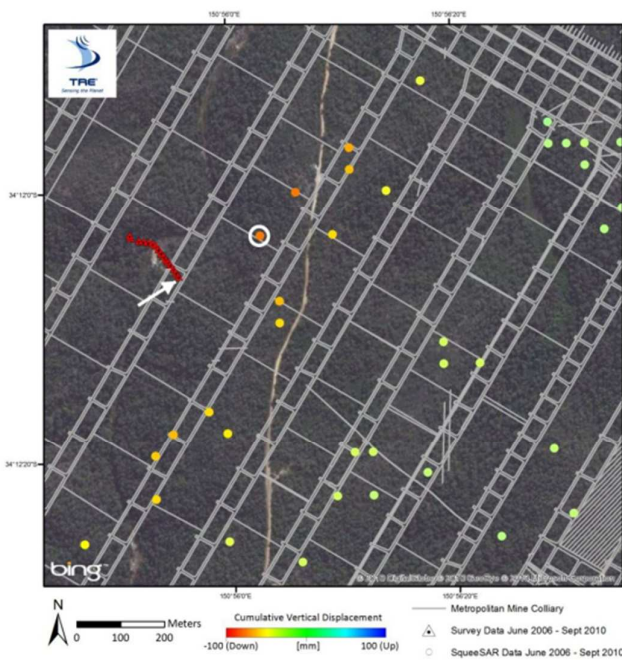 150°56'0"E 150°56'20"E
TRE
Sensing the Planet
34°12'0"S
34°12'20"S
bing
150°56'0"E 150°56'20"E
N
0 100 200 Meters
Cumulative Vertical Displacement
-100 (Down) [mm] 100 (Up)
Metropolitan Mine Colliary
Survey Data June 2006 - Sept 2010
SqueeSAR Data June 2006 - Sept 2010